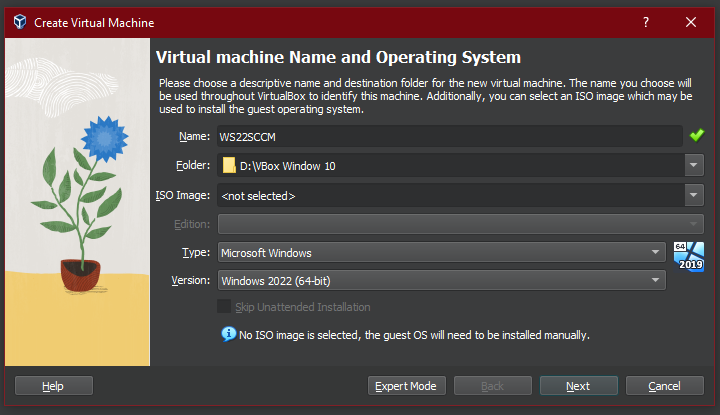 Create Virtual Machine
?
Virtual machine Name and Operating System
Please choose a descriptive name and destination folder for the new virtual machine. The name you choose will
be used throughout VirtualBox to identify this machine. Additionally, you can select an ISO image which may be
used to install the guest operating system.
Name: WS22SCCM
Folder: D:\VBox Window 10
ISO Image: <not selected>
Edition:
Type: Microsoft Windows
64
2019
Version: Windows 2022 (64-bit)
Skip Unattended Installation
No ISO image is selected, the guest OS will need to be installed manually.
Help Expert Mode Back Next Cancel